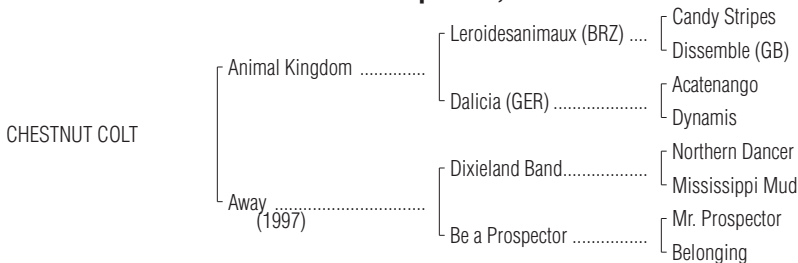 Candy Stripes
Leroidesanimaux (BRZ) ....
Dissemble (GB)
Animal Kingdom ..............
Acatenango
Dalicia (GER) ....................
Dynamis
CHESTNUT COLT
Northern Dancer
Dixieland Band..................
Mississippi Mud
Away ................................
(1997)
Mr. Prospector
Be a Prospector ................
Belonging